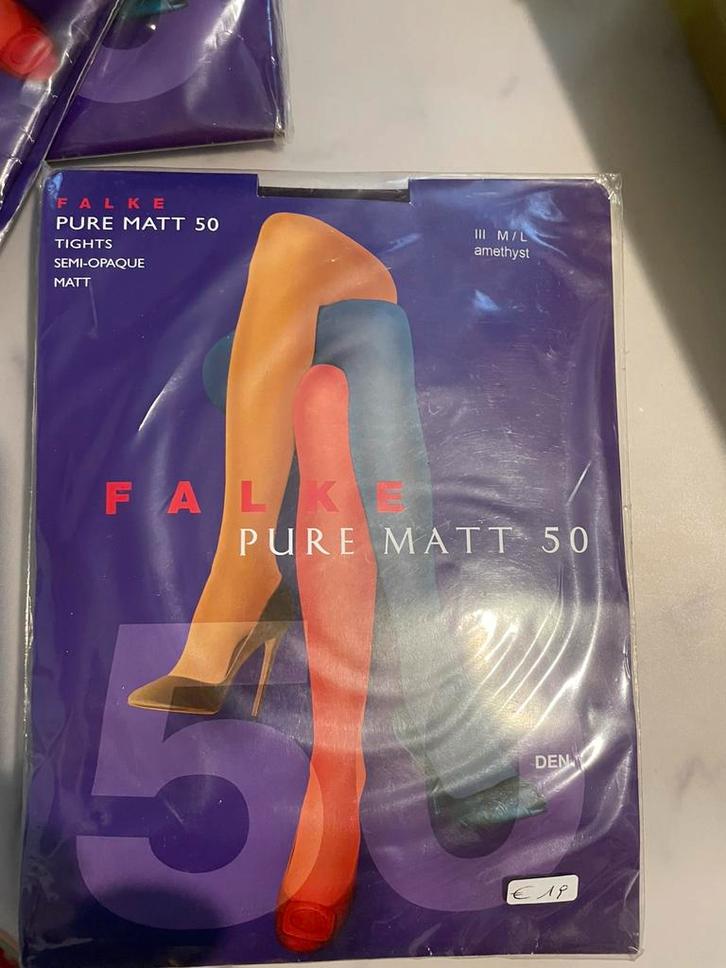 FALKE
PURE MATT 50
TIGHTS
SEMI-OPAQUE
MATT
III M/L
amethyst
FALKE
PURE MATT 50
50
DEN
€ 19